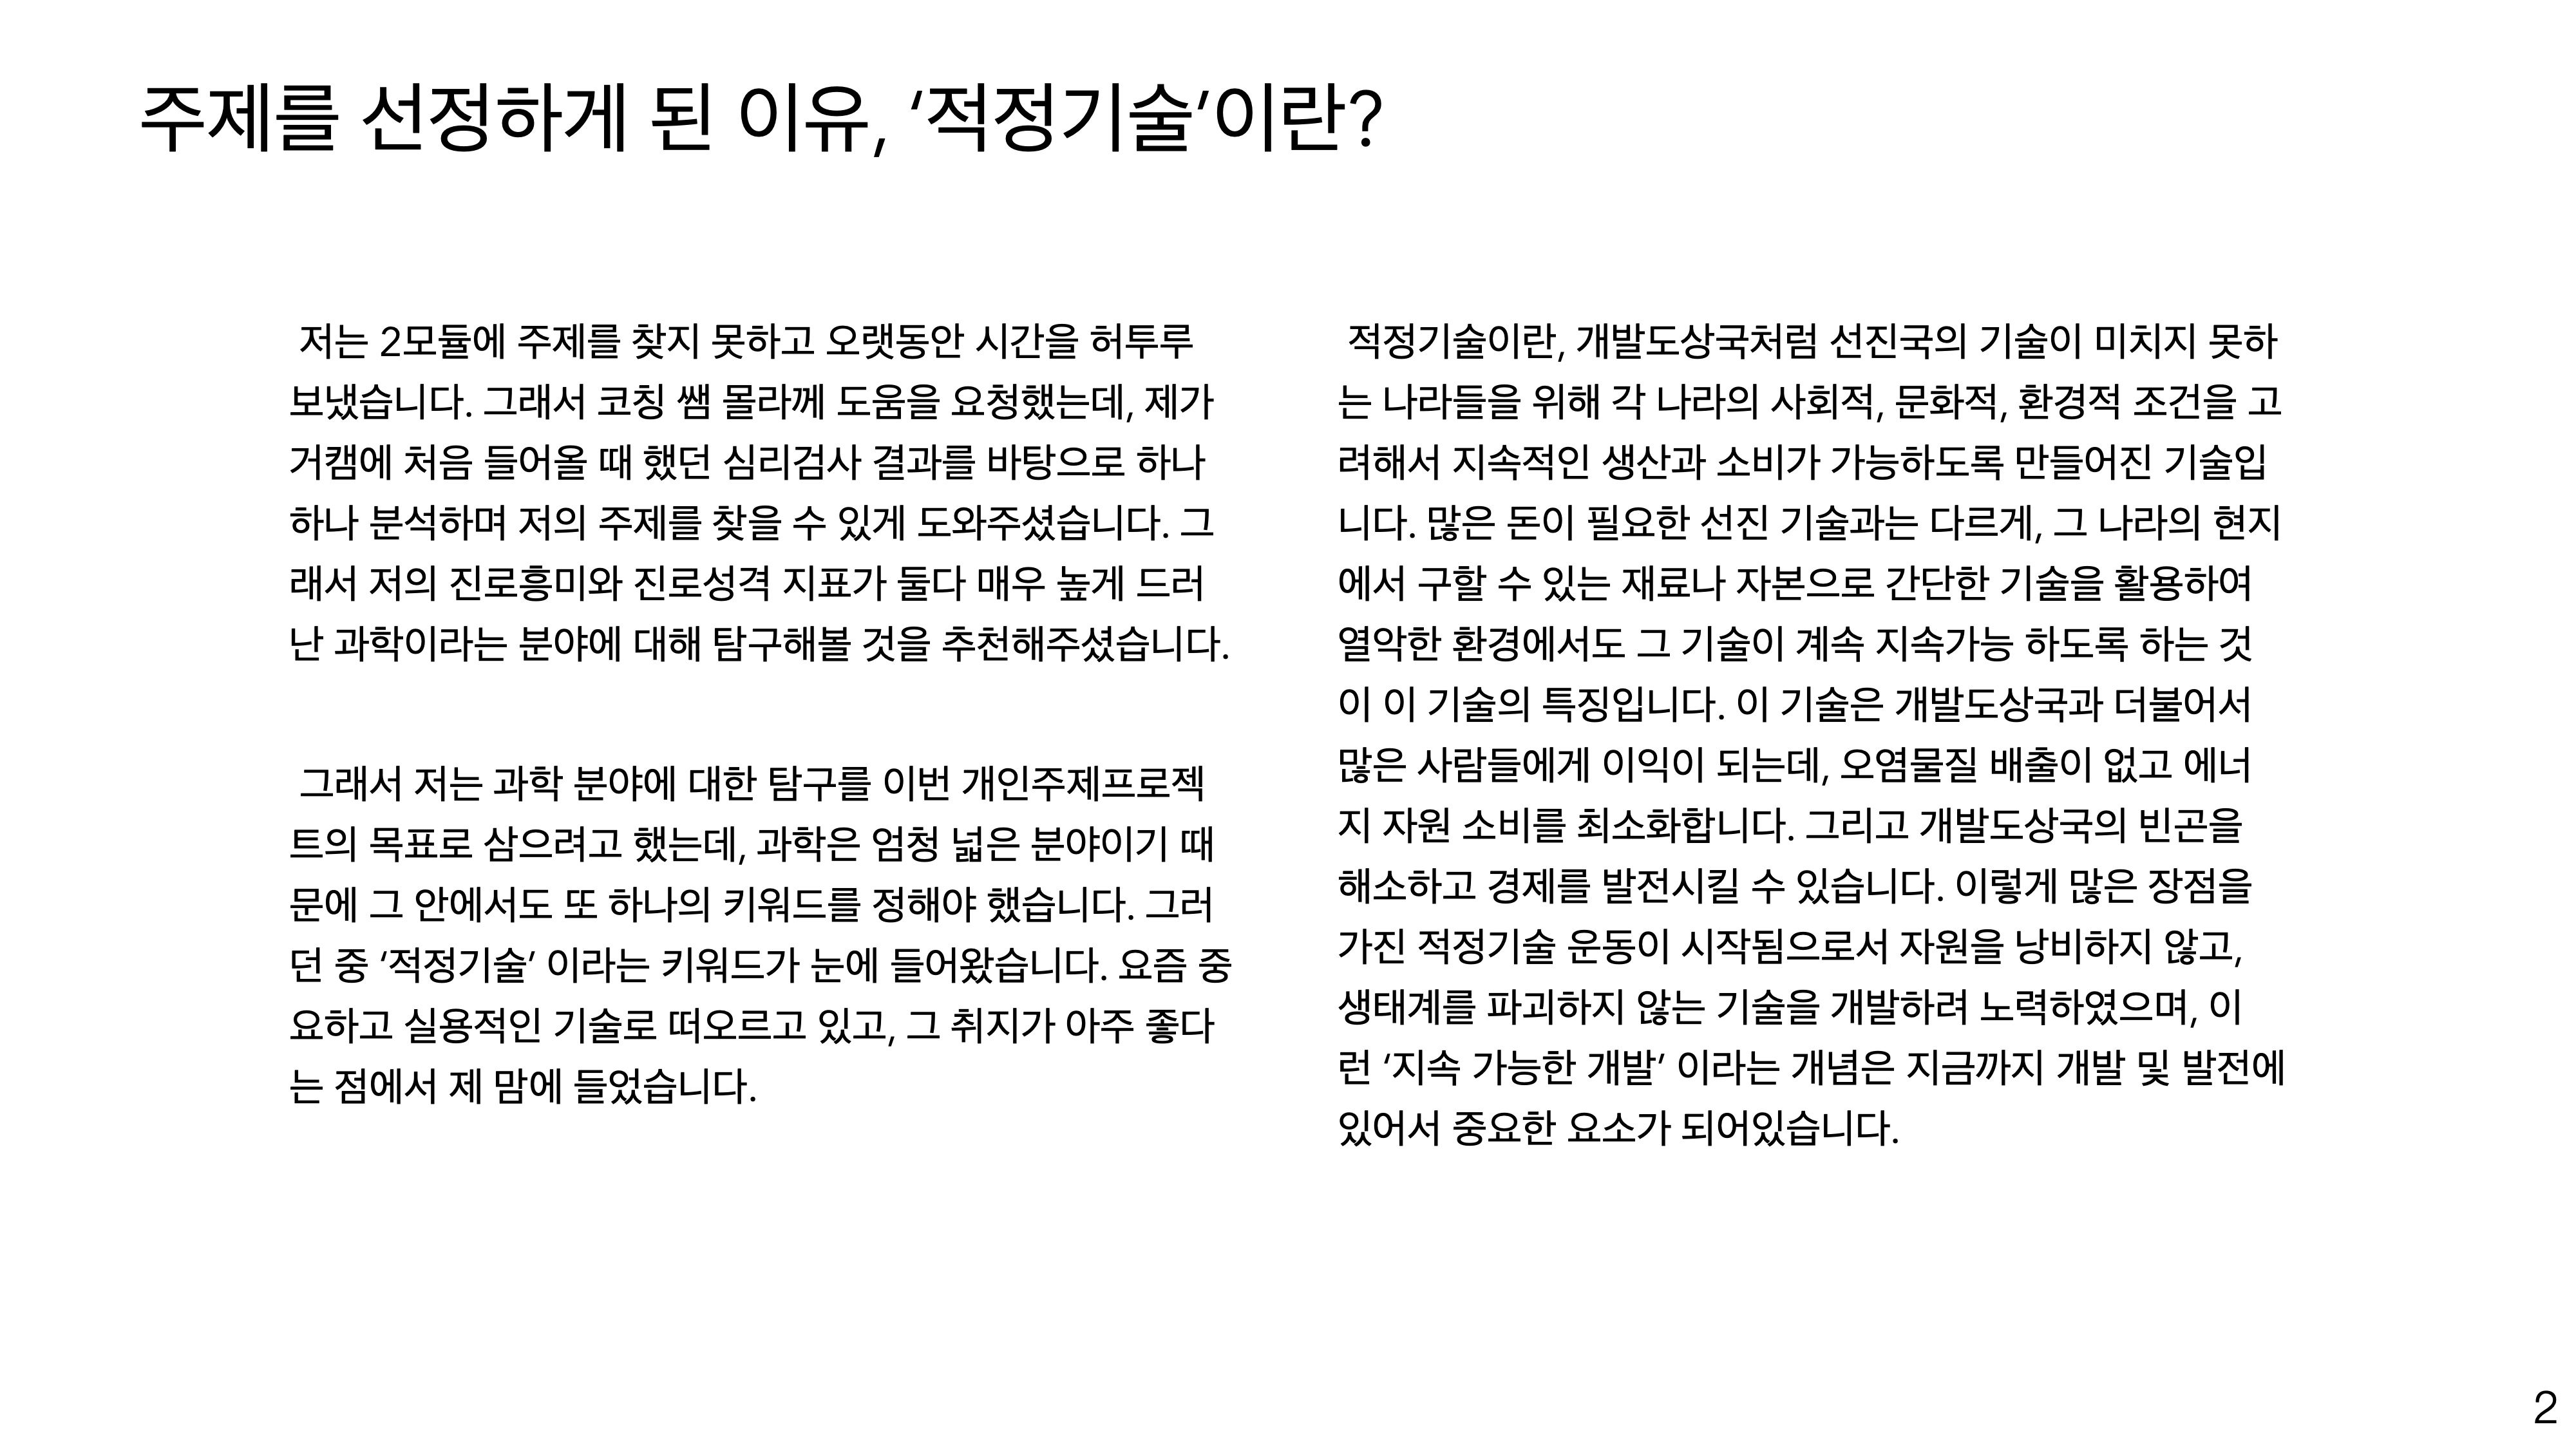 주제를 선정하게 된 이유, ‘적정기술’이란?
저는 2모듈에 주제를 찾지 못하고 오랫동안 시간을 허투루
보냈습니다. 그래서 코칭 쌤 몰라께 도움을 요청했는데, 제가
거캠에 처음 들어올 때 했던 심리검사 결과를 바탕으로 하나
하나 분석하며 저의 주제를 찾을 수 있게 도와주셨습니다. 그
래서 저의 진로흥미와 진로성격 지표가 둘다 매우 높게 드러
난 과학이라는 분야에 대해 탐구해볼 것을 추천해주셨습니다.
그래서 저는 과학 분야에 대한 탐구를 이번 개인주제프로젝
트의 목표로 삼으려고 했는데, 과학은 엄청 넓은 분야이기 때
문에 그 안에서도 또 하나의 키워드를 정해야 했습니다. 그러
던 중 ‘적정기술’ 이라는 키워드가 눈에 들어왔습니다. 요즘 중
요하고 실용적인 기술로 떠오르고 있고, 그 취지가 아주 좋다
는 점에서 제 맘에 들었습니다.
적정기술이란, 개발도상국처럼 선진국의 기술이 미치지 못하
는 나라들을 위해 각 나라의 사회적, 문화적, 환경적 조건을 고
려해서 지속적인 생산과 소비가 가능하도록 만들어진 기술입
니다. 많은 돈이 필요한 선진 기술과는 다르게, 그 나라의 현지
에서 구할 수 있는 재료나 자본으로 간단한 기술을 활용하여
열악한 환경에서도 그 기술이 계속 지속가능 하도록 하는 것
이 이 기술의 특징입니다. 이 기술은 개발도상국과 더불어서
많은 사람들에게 이익이 되는데, 오염물질 배출이 없고 에너
지 자원 소비를 최소화합니다. 그리고 개발도상국의 빈곤을
해소하고 경제를 발전시킬 수 있습니다. 이렇게 많은 장점을
가진 적정기술 운동이 시작됨으로서 자원을 낭비하지 않고,
생태계를 파괴하지 않는 기술을 개발하려 노력하였으며, 이
런 ‘지속 가능한 개발’ 이라는 개념은 지금까지 개발 및 발전에
있어서 중요한 요소가 되어있습니다.
2